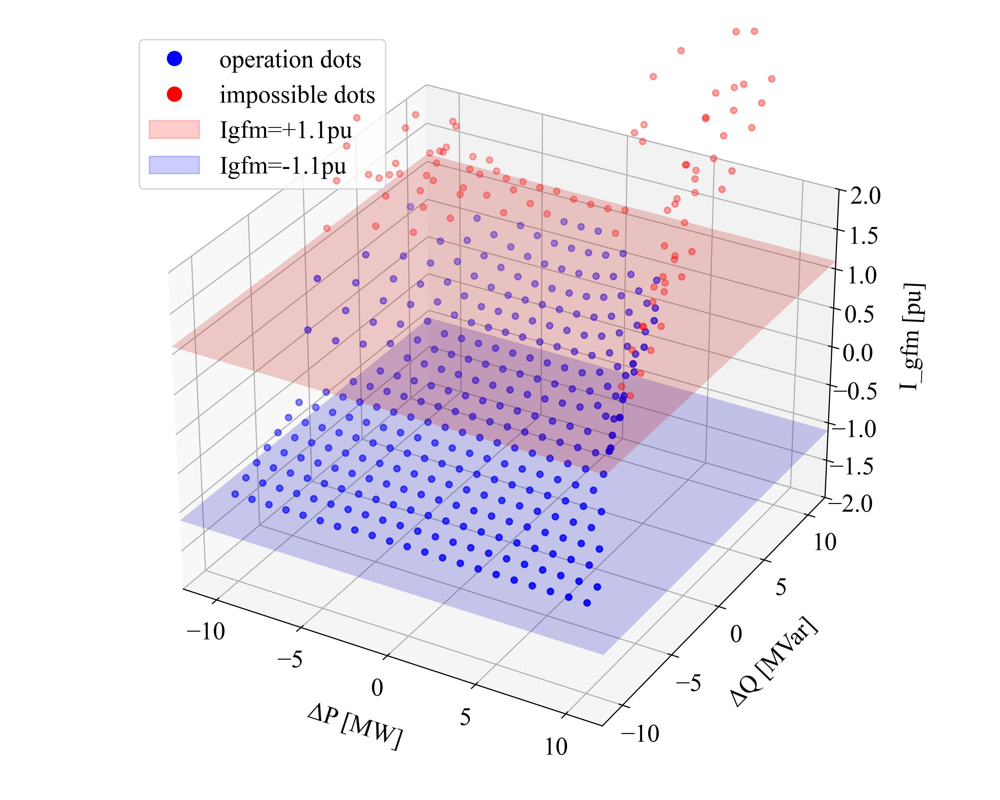 operation dots
impossible dots
Igfm=+1.1pu
Igfm=-1.1pu
2.0
1.5
1.0
0.5
0.0
−0.5
−1.0
−1.5
−2.0
I_gfm [pu]
10
5
0
−5
−10
ΔQ [MVar]
−10
−5
0
5
10
ΔP [MW]